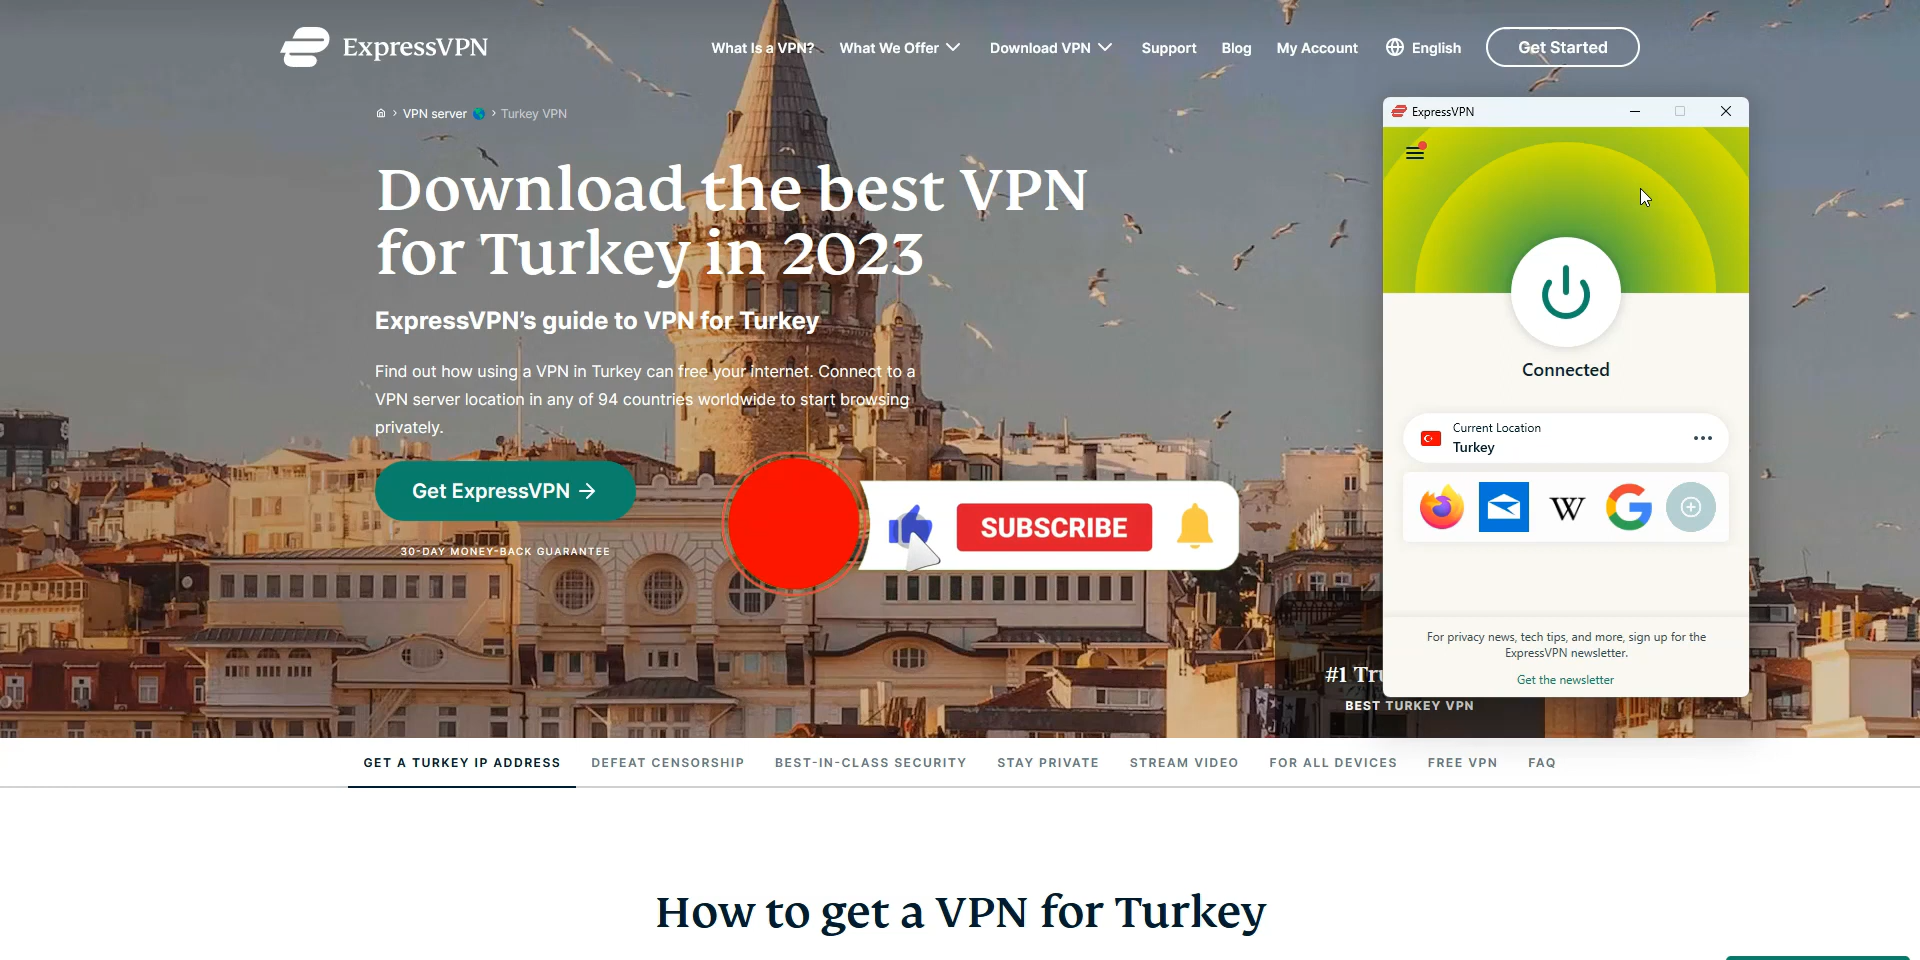 ExpressVPN
What Is a VPN?
What We Offer
Download VPN
Support
Blog
My Account
English
Get Started
VPN server
Turkey VPN
Download the best VPN
for Turkey in 2023
ExpressVPN's guide to VPN for Turkey
Find out how using a VPN in Turkey can free your internet. Connect to a
VPN server location in any of 94 countries worldwide to start browsing
privately.
Get ExpressVPN
30-DAY MONEY-BACK GUARANTEE
SUBSCRIBE
ExpressVPN
Connected
Current Location
Turkey
W
G
For privacy news, tech tips, and more, sign up for the
ExpressVPN newsletter.
Get the newsletter
#1
BEST TURKEY VPN
GET A TURKEY IP ADDRESS
DEFEAT CENSORSHIP
BEST-IN-CLASS SECURITY
STAY PRIVATE
STREAM VIDEO
FOR ALL DEVICES
FREE VPN
FAQ
How to get a VPN for Turkey